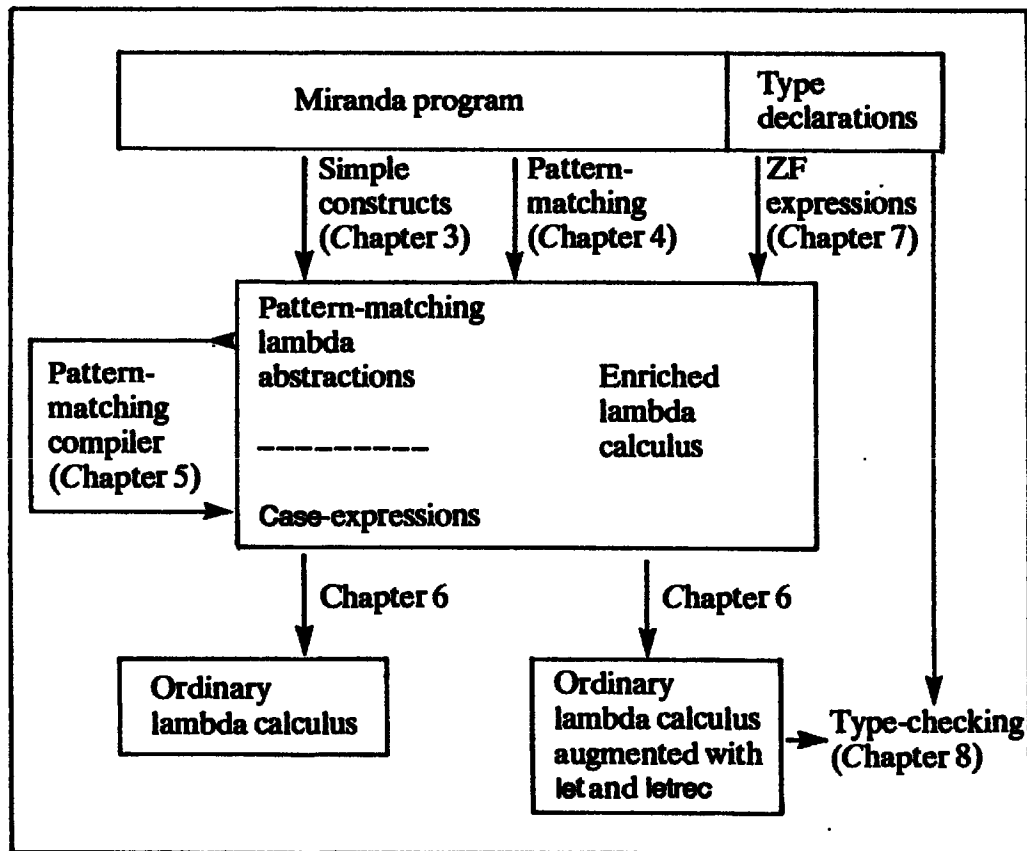 Miranda program
Type
declarations
Simple
constructs
(Chapter 3)
Pattern-
matching
(Chapter 4)
ZF
expressions
(Chapter 7)
Pattern-matching
lambda
abstractions
Enriched
lambda
calculus
Pattern-
matching
compiler
(Chapter 5)
Case-expressions
Chapter 6
Chapter 6
Ordinary
lambda calculus
Ordinary
lambda calculus
augmented with
let and letrec
Type-checking
(Chapter 8)